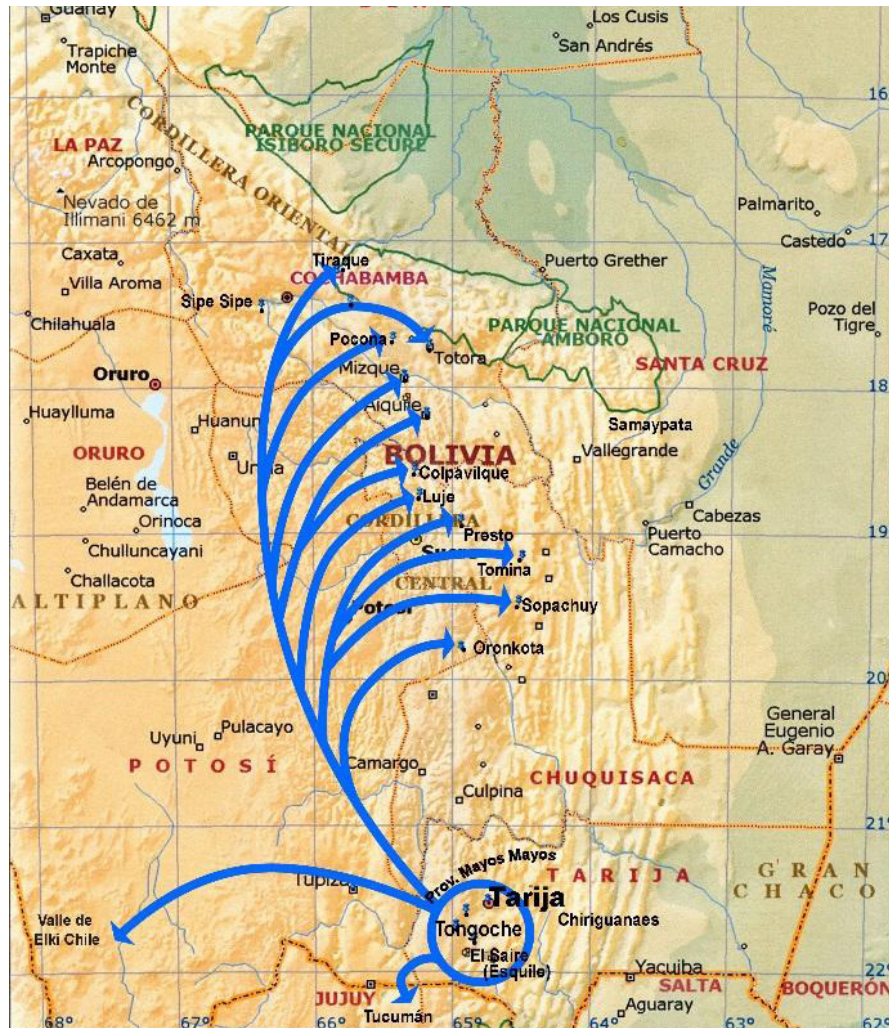 Guanay
Los Cusis
San Andrés
Trapiche
Monte
16
CORDILLERA ORIENTAL
PARQUE NACIONAL
ISIBORO SECURE
LA PAZ
Arcopongo
Nevado de
Illimani 6462 m
Palmarito
Castedo
17
Caxata
Villa Aroma
Tiraque
COCHABAMBA
Puerto Grether
Mamoré
Sipe Sipe
Chilahuala
Pozo del
Tigre
Pocona
Totora
PARQUE NACIONAL
AMBORÓ
SANTA CRUZ
Mizque
Oruro
18
Aiquile
Huaylluma
Huanuni
Samaypata
ORURO
BOLIVIA
Vallegrande
Colpavilque
Grande
Belén de
Andamarca
Luje
Cabezas
Orinoca
CORDILLERA
Presto
Puerto
Camacho
19
Chulluncayani
Sucre
Tomina
Challacota
CENTRAL
ALTIPLANO
Potosí
Sopachuy
Oronkota
20
General
Eugenio
A. Garay
Pulacayo
Uyuni
POTOSÍ
Camargo
CHUQUISACA
Culpina
21
Prov. Mayos Mayos
TARIJA
GRAN
CHACO
Tupiza
Tarija
Valle de
Elki Chile
Chiriguanaes
Tongoche
El Saire
(Esquile)
Yacuiba
22
JUJUY
SALTA
BOQUERÓN
Tucumán
Aguaray
68°
67°
66°
65°
64°
63°
62°